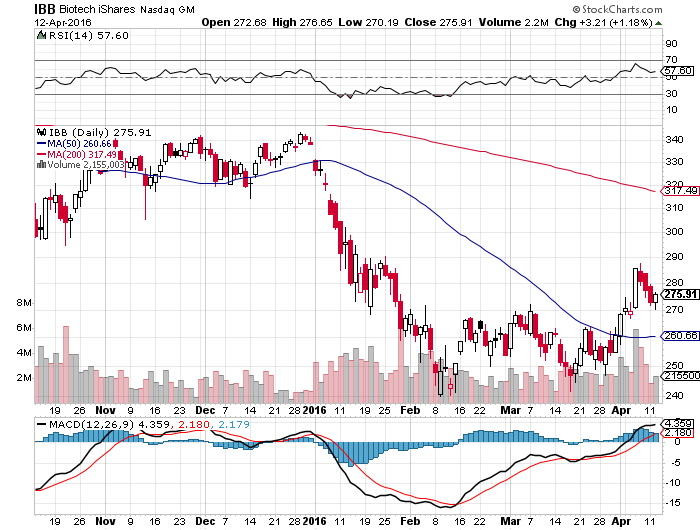 IBB Biotech iShares Nasdaq GM © StockCharts.com
12-Apr-2016 Open 272.68 High 276.65 Low 270.19 Close 275.91 Volume 2.2M Chg +3.21 (+1.18%)
RSI(14) 57.60
90
70
57.60
50
30
10
IBB (Daily) 275.91
MA(50) 260.66
MA(200) 317.49
Volume 2,155,003
340
330
320
317.49
310
300
290
280
275.91
270
260.66
250
2155003
240
8M
6M
4M
2M
19 26 Nov 9 16 23 Dec 7 14 21 28 2016 11 19 25 Feb 8 16 22 Mar 7 14 21 28 Apr 11
MACD(12,26,9) 4.359, 2.180, 2.179
4.359
2.180
0
-5
-10
-15
19 26 Nov 9 16 23 Dec 7 14 21 28 2016 11 19 25 Feb 8 16 22 Mar 7 14 21 28 Apr 11